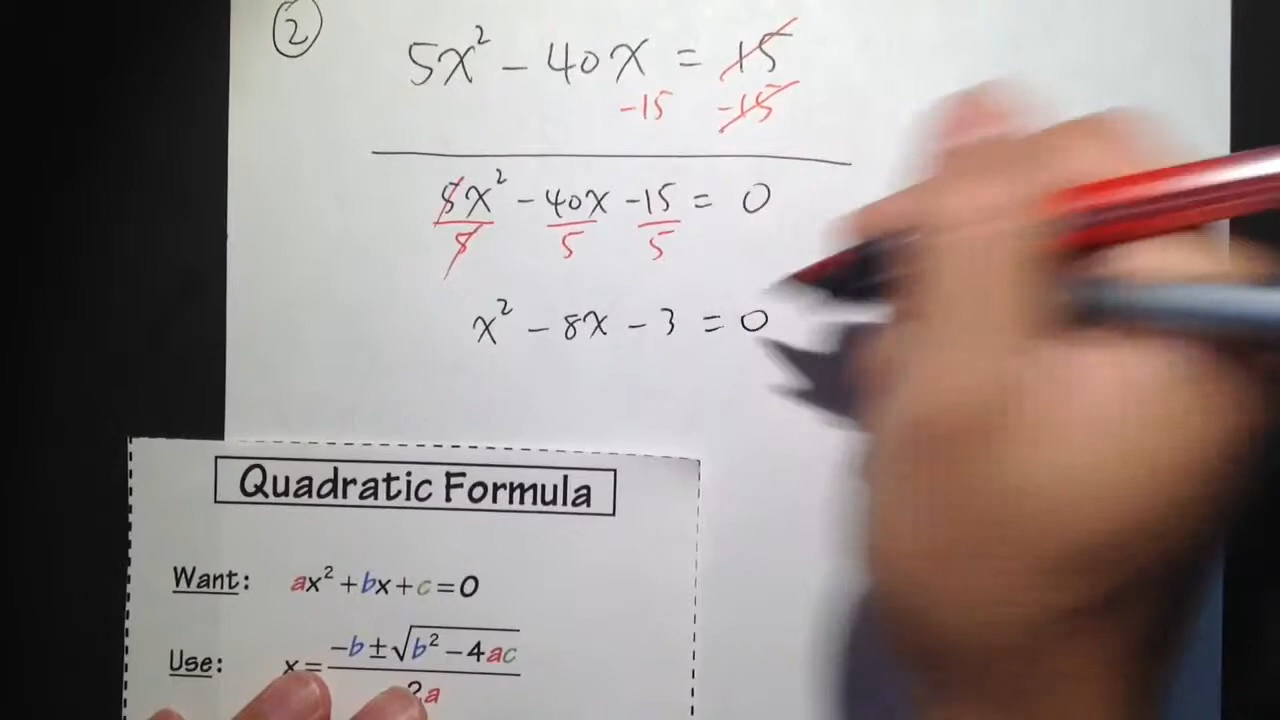 ②
5x² - 40x = 15
-15 -15
5x² - 40x - 15 = 0
5 5 5
x² - 8x - 3 = 0
Quadratic Formula
Want: ax² + bx + c = 0
Use: x = -b ± √b² - 4ac
2a